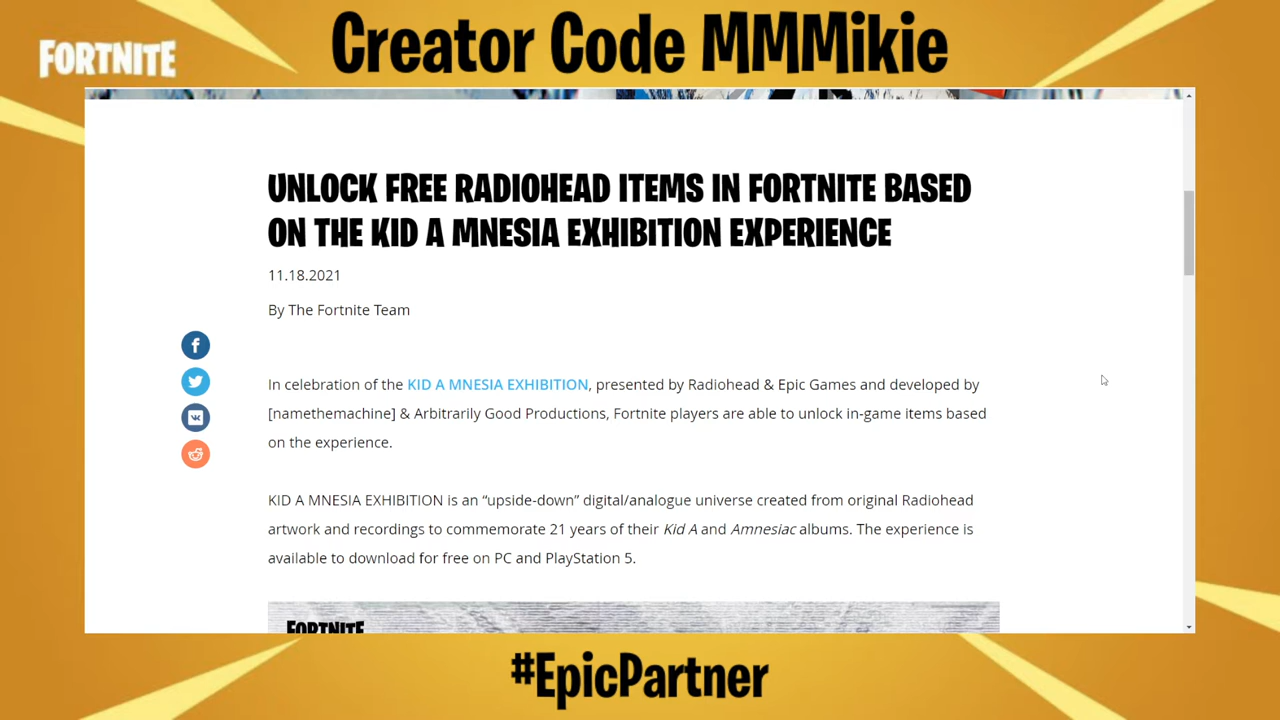 Creator Code MMMikie
FORTNITE
UNLOCK FREE RADIOHEAD ITEMS IN FORTNITE BASED
ON THE KID A MNESIA EXHIBITION EXPERIENCE
11.18.2021
By The Fortnite Team
In celebration of the KID A MNESIA EXHIBITION, presented by Radiohead & Epic Games and developed by
[namethemachine] & Arbitrarily Good Productions, Fortnite players are able to unlock in-game items based
on the experience.
KID A MNESIA EXHIBITION is an “upside-down” digital/analogue universe created from original Radiohead
artwork and recordings to commemorate 21 years of their Kid A and Amnesiac albums. The experience is
available to download for free on PC and PlayStation 5.
FORTNITE
#EpicPartner